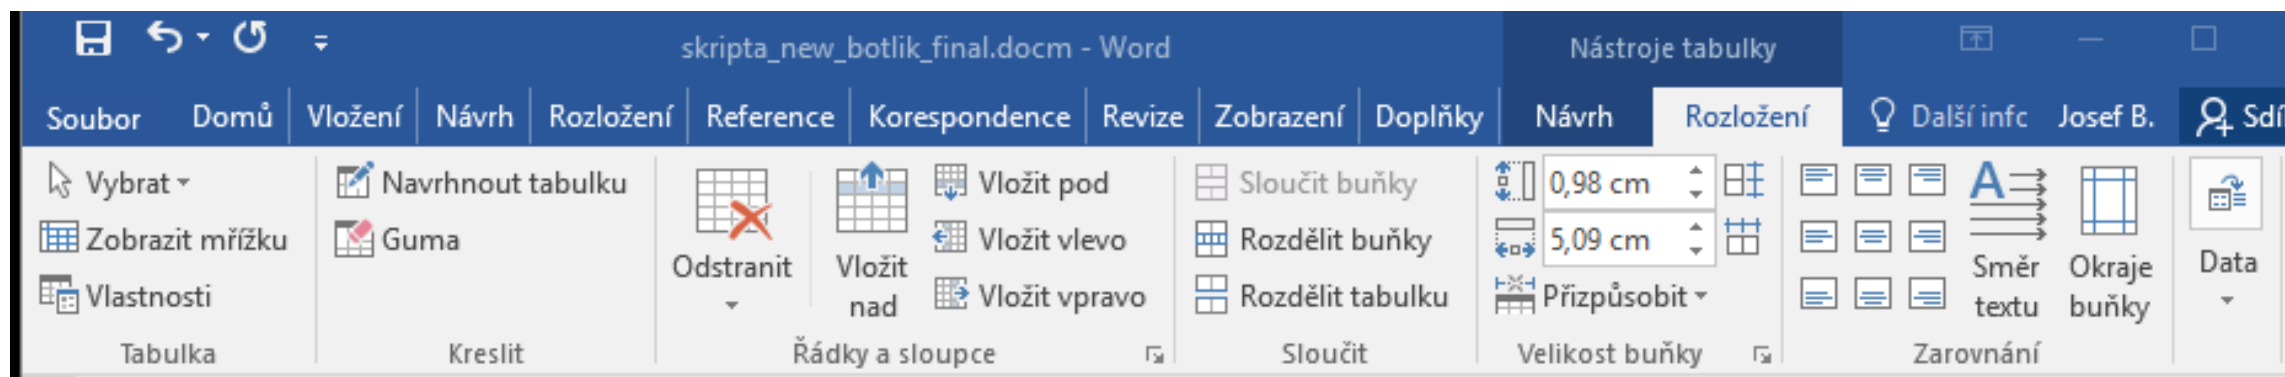 skripta_new_botlik_final.docm - Word
Nástroje tabulky
Soubor Domů Vložení Návrh Rozložení Reference Korespondence Revize Zobrazení Doplňky Návrh Rozložení Další infc Josef B. Sdí
Vybrat
Zobrazit mřížku
Vlastnosti
Tabulka
Navrhnout tabulku
Guma
Kreslit
Odstranit
Vložit
nad
Vložit pod
Vložit vlevo
Vložit vpravo
Řádky a sloupce
Sloučit buňky
Rozdělit buňky
Rozdělit tabulku
Sloučit
0,98 cm
5,09 cm
Přizpůsobit
Velikost buňky
A
Směr
textu
Okraje
buňky
Zarovnání
Data